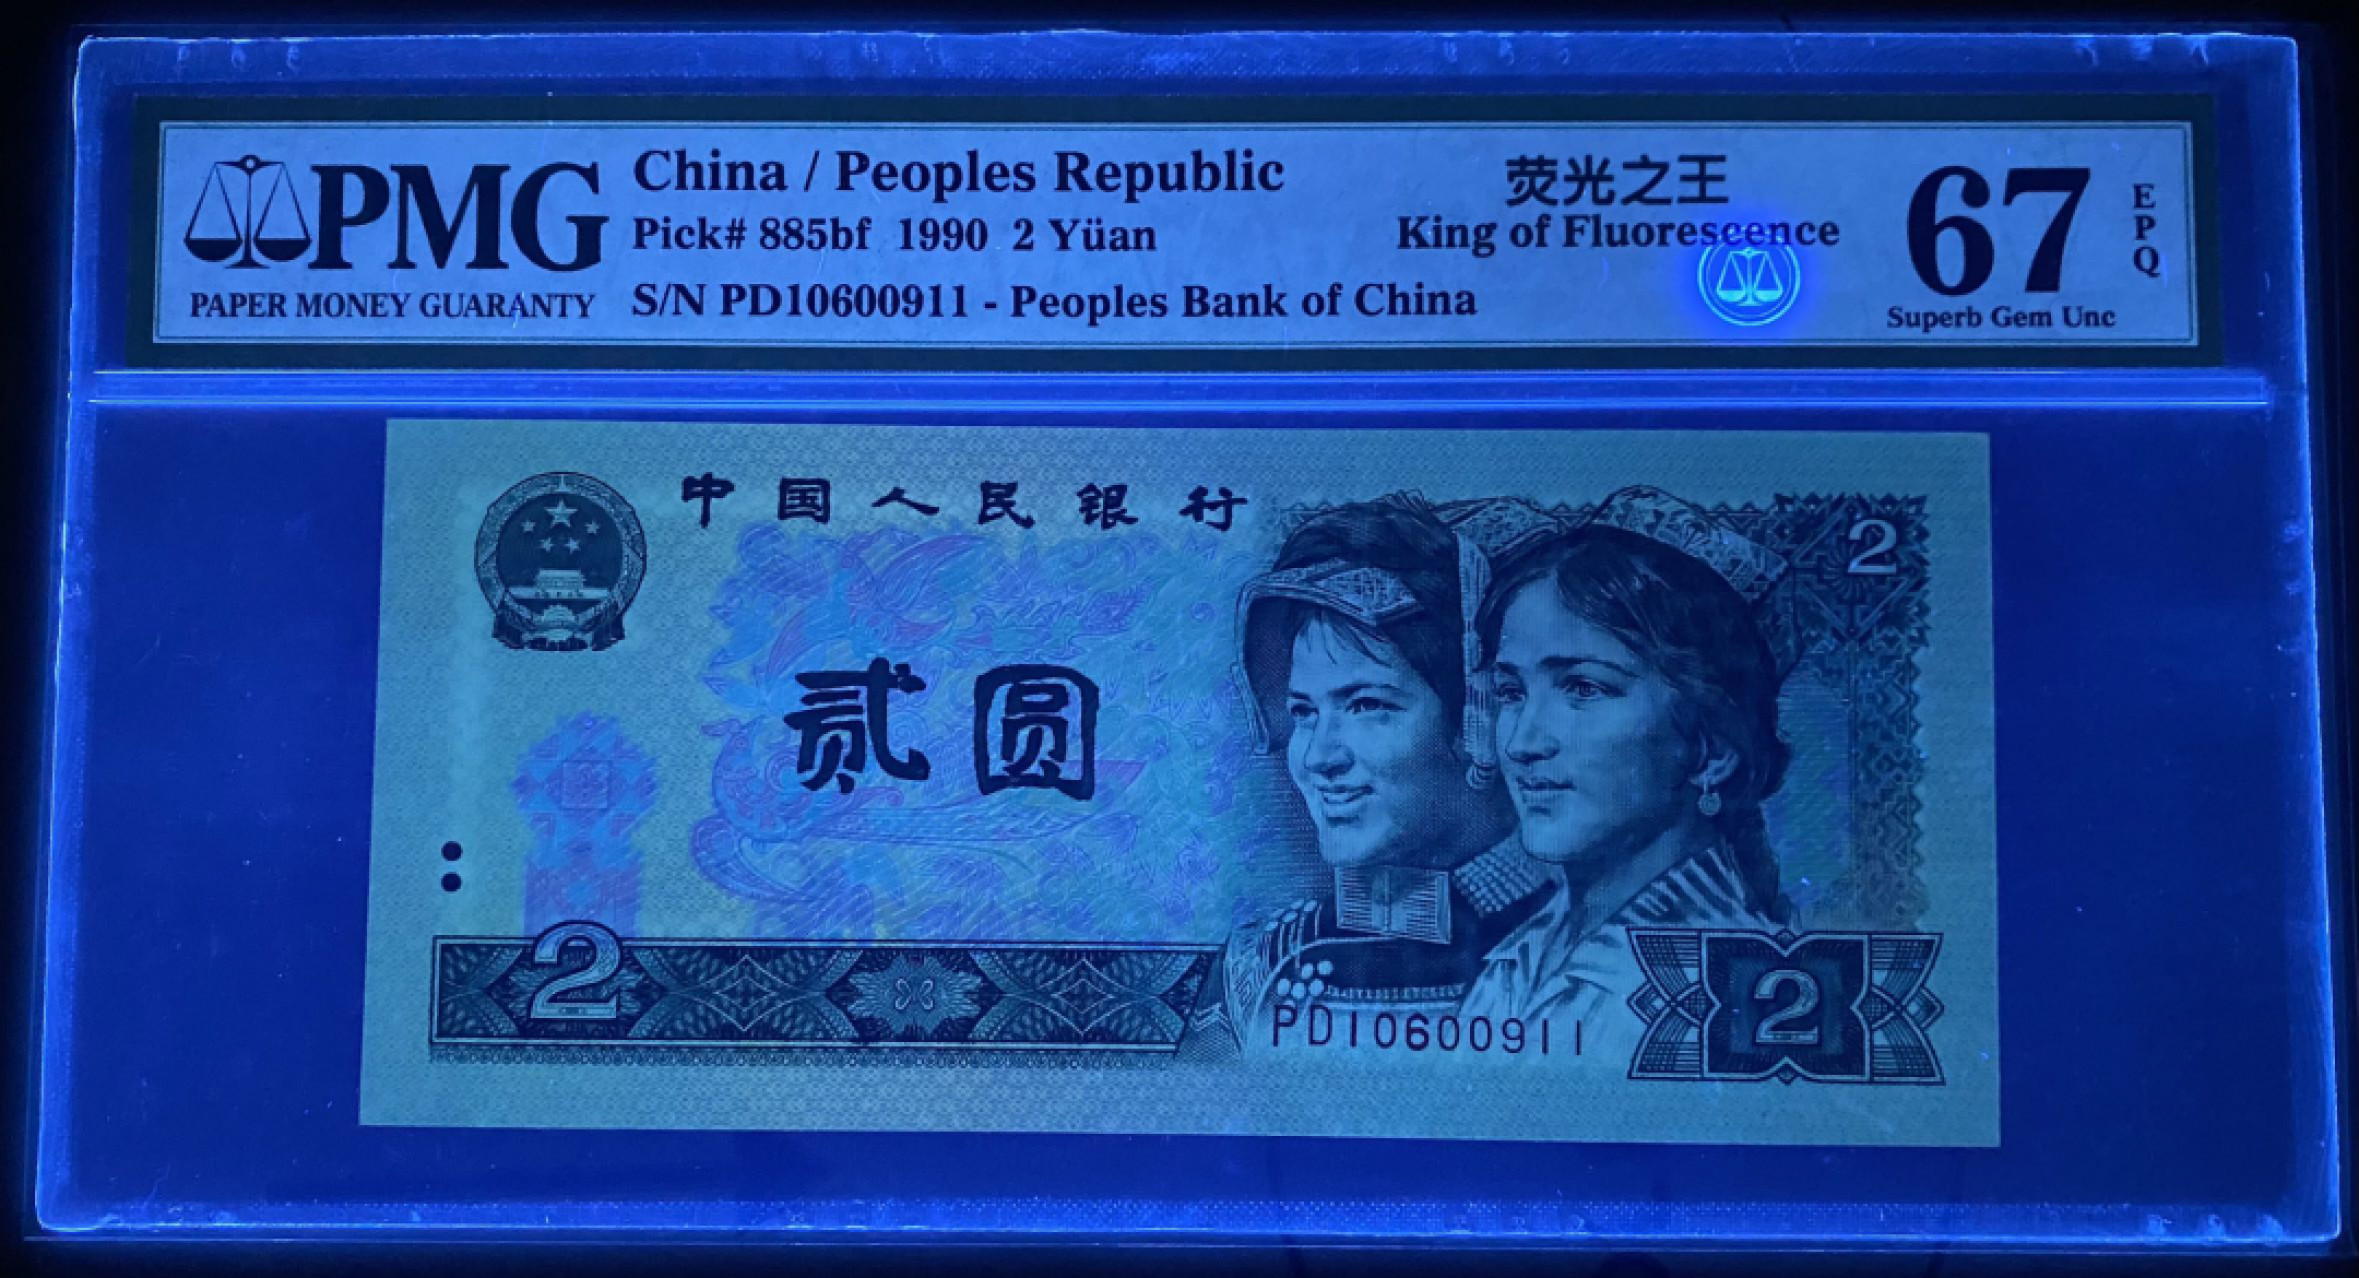 PMG
PAPER MONEY GUARANTY
China / Peoples Republic
Pick# 885bf 1990 2 Yüan
S/N PD10600911 - Peoples Bank of China
荧光之王
King of Fluorescence
67
EPQ
Superb Gem Unc
中国人民银行
2
贰圆
2
PD10600911
2